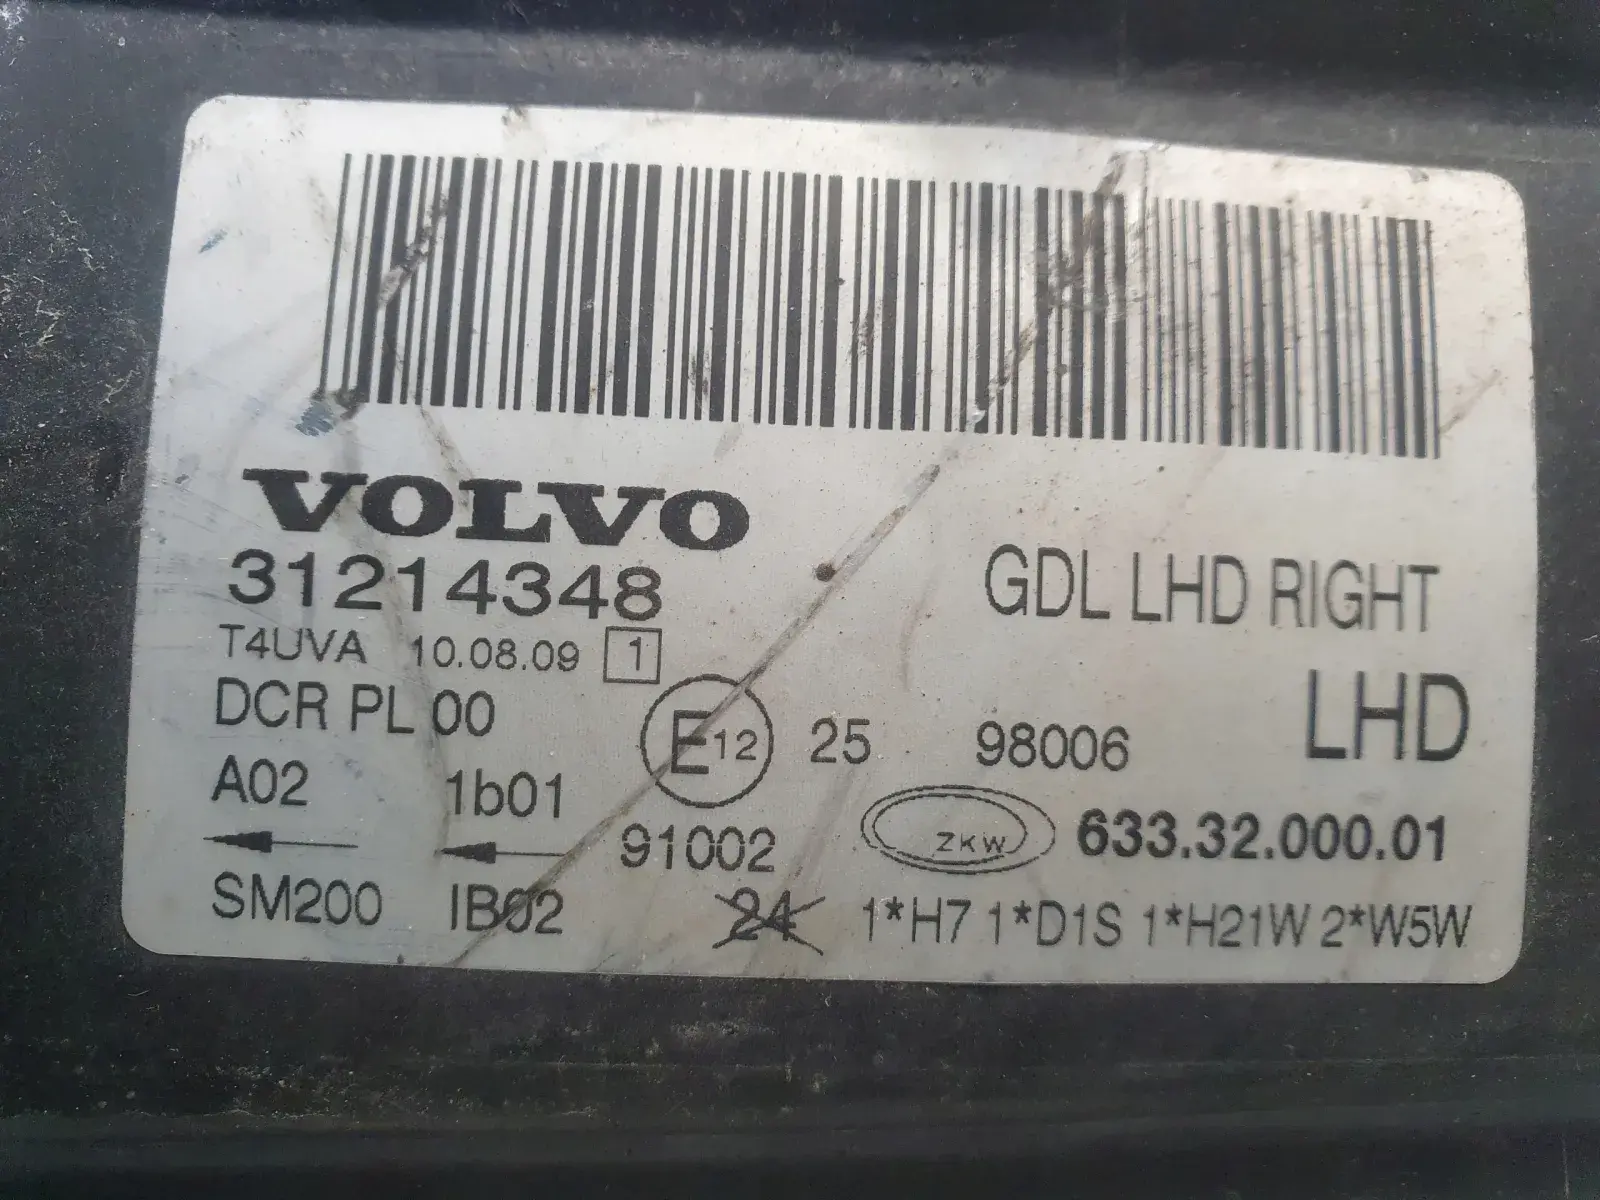 VOLVO
31214348
GDL LHD RIGHT
T4UVA 10.08.09 1
DCR PL 00
E12 25 98006 LHD
A02 1b01
91002 ZKW 633.32.000.01
SM200 IB02 24 1*H7 1*D1S 1*H21W 2*W5W